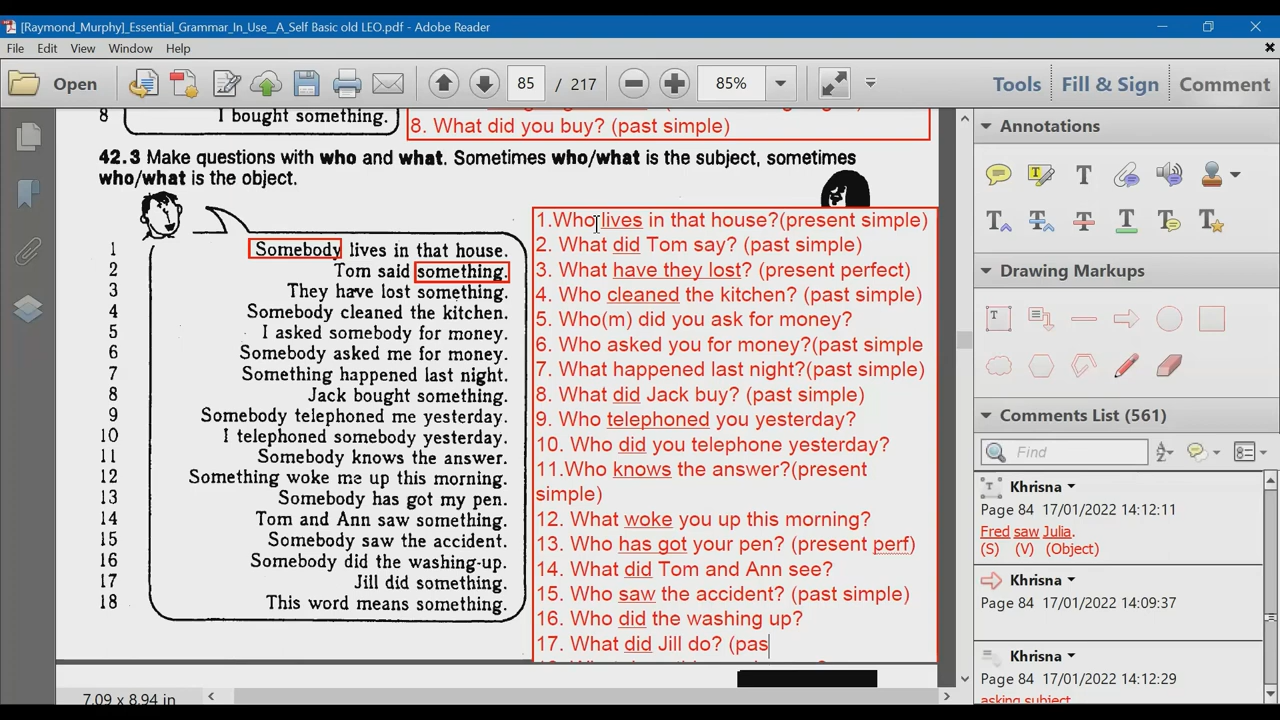 [Raymond_Murphy]_Essential_Grammar_In_Use__A_Self Basic old LEO.pdf - Adobe Reader
File Edit View Window Help
Open 85 / 217 85% Tools Fill & Sign Comment
8 I bought something.
8. What did you buy? (past simple)
42.3 Make questions with who and what. Sometimes who/what is the subject, sometimes
who/what is the object.
1 Somebody lives in that house.
2 Tom said something.
3 They have lost something.
4 Somebody cleaned the kitchen.
5 I asked somebody for money.
6 Somebody asked me for money.
7 Something happened last night.
8 Jack bought something.
9 Somebody telephoned me yesterday.
10 I telephoned somebody yesterday.
11 Somebody knows the answer.
12 Something woke me up this morning.
13 Somebody has got my pen.
14 Tom and Ann saw something.
15 Somebody saw the accident.
16 Somebody did the washing-up.
17 Jill did something.
18 This word means something.
1.Who lives in that house?(present simple)
2. What did Tom say? (past simple)
3. What have they lost? (present perfect)
4. Who cleaned the kitchen? (past simple)
5. Who(m) did you ask for money?
6. Who asked you for money?(past simple
7. What happened last night?(past simple)
8. What did Jack buy? (past simple)
9. Who telephoned you yesterday?
10. Who did you telephone yesterday?
11.Who knows the answer?(present
simple)
12. What woke you up this morning?
13. Who has got your pen? (present perf)
14. What did Tom and Ann see?
15. Who saw the accident? (past simple)
16. Who did the washing up?
17. What did Jill do? (pas
7.09 x 8.94 in
Annotations
Drawing Markups
Comments List (561)
Find
Khrisna
Page 84 17/01/2022 14:12:11
Fred saw Julia.
(S) (V) (Object)
Khrisna
Page 84 17/01/2022 14:09:37
Khrisna
Page 84 17/01/2022 14:12:29
asking subject